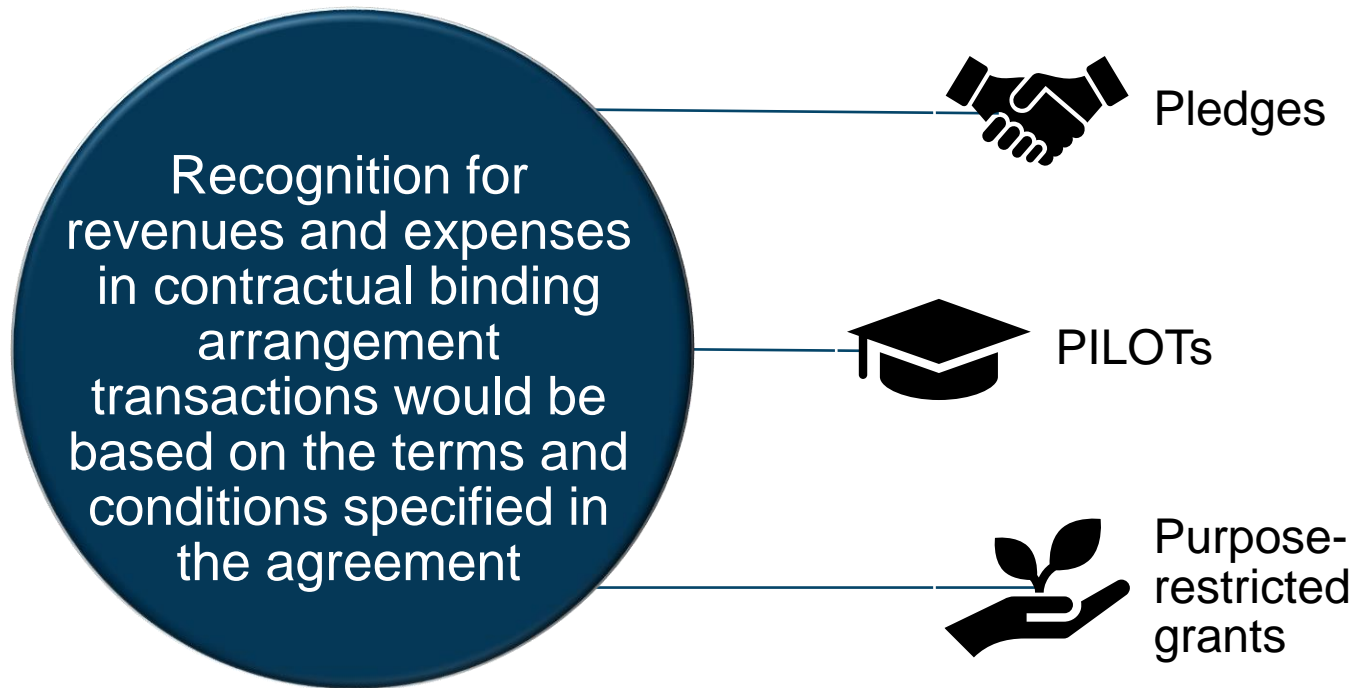 Recognition for
revenues and expenses
in contractual binding
arrangement
transactions would be
based on the terms and
conditions specified in
the agreement
Pledges
PILOTs
Purpose-
restricted
grants